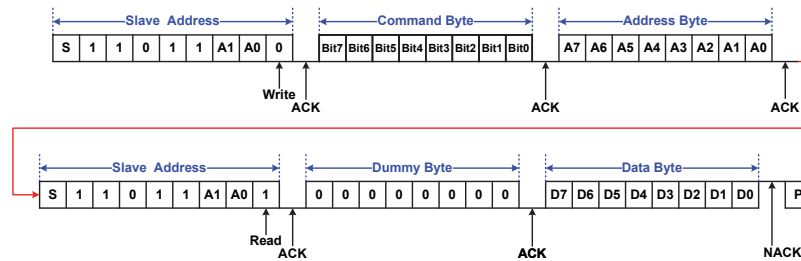 Slave Address Command Byte Address Byte
S 1 1 0 1 1 A1 A0 0 Bit7 Bit6 Bit5 Bit4 Bit3 Bit2 Bit1 Bit0 A7 A6 A5 A4 A3 A2 A1 A0
Write
ACK ACK ACK
Slave Address Dummy Byte Data Byte
S 1 1 0 1 1 A1 A0 1 0 0 0 0 0 0 0 0 D7 D6 D5 D4 D3 D2 D1 D0 P
Read
ACK ACK NACK